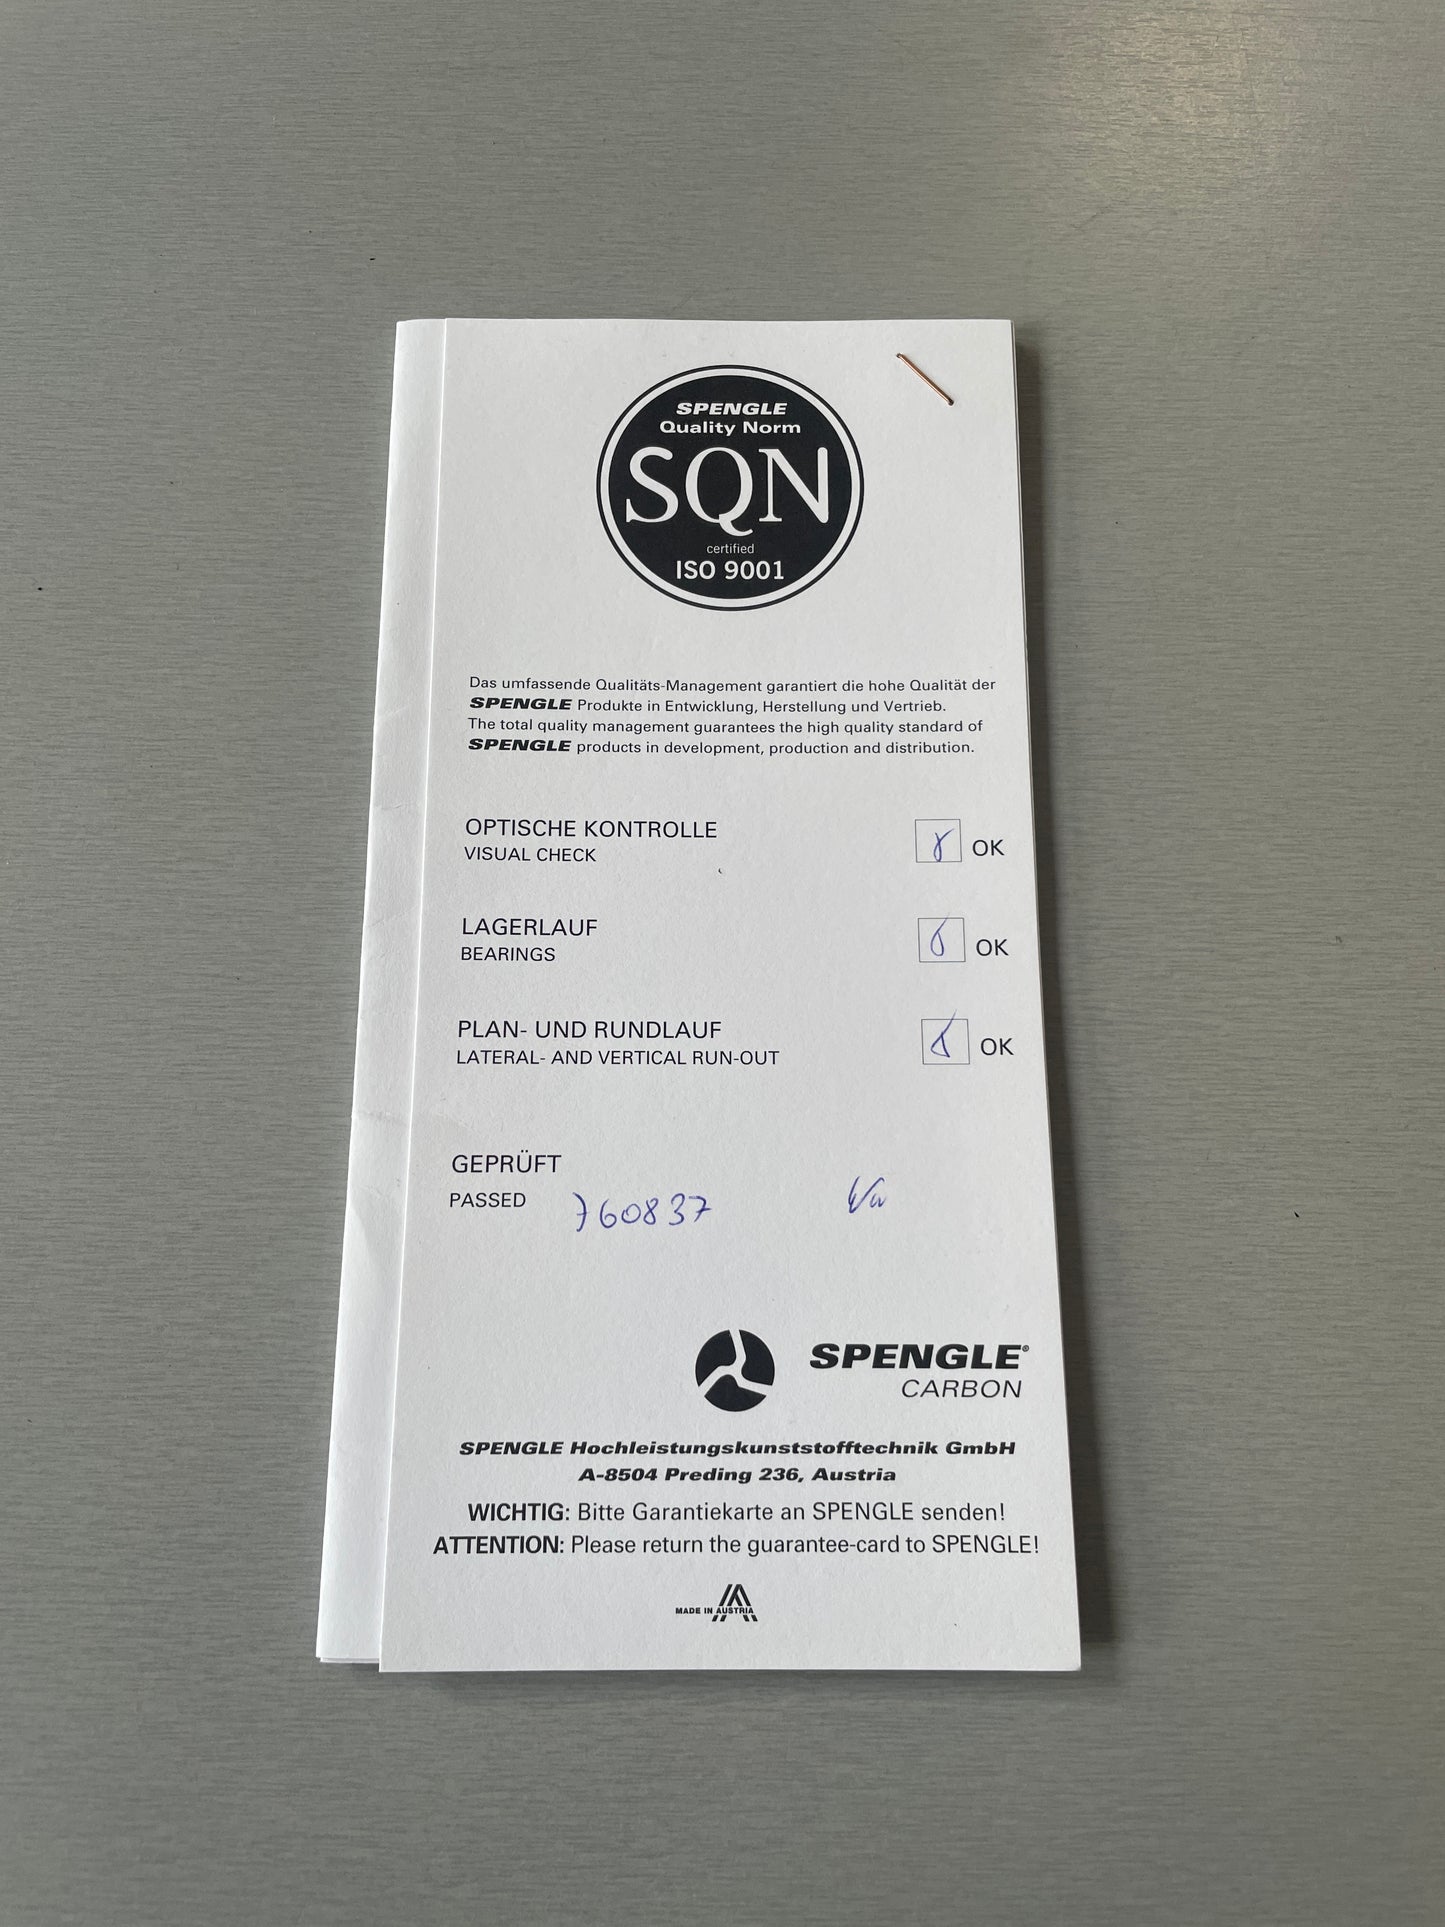 SPENGLE
Quality Norm
SQN
certified
ISO 9001
Das umfassende Qualitäts-Management garantiert die hohe Qualität der
SPENGLE Produkte in Entwicklung, Herstellung und Vertrieb.
The total quality management guarantees the high quality standard of
SPENGLE products in development, production and distribution.
OPTISCHE KONTROLLE
VISUAL CHECK
OK
LAGERLAUF
BEARINGS
OK
PLAN- UND RUNDLAUF
LATERAL- AND VERTICAL RUN-OUT
OK
GEPRÜFT
PASSED 760837
SPENGLE®
CARBON
SPENGLE Hochleistungskunststofftechnik GmbH
A-8504 Preding 236, Austria
WICHTIG: Bitte Garantiekarte an SPENGLE senden!
ATTENTION: Please return the guarantee-card to SPENGLE!
MADE IN AUSTRIA